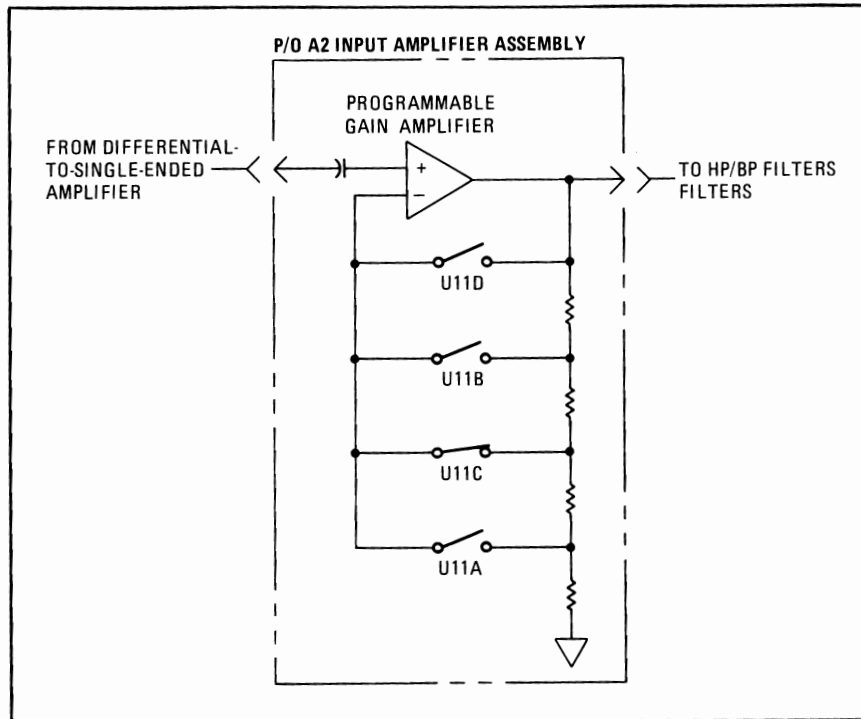 P/O A2 INPUT AMPLIFIER ASSEMBLY
PROGRAMMABLE
GAIN AMPLIFIER
FROM DIFFERENTIAL-
TO-SINGLE-ENDED
AMPLIFIER
+
−
TO HP/BP FILTERS
FILTERS
U11D
U11B
U11C
U11A